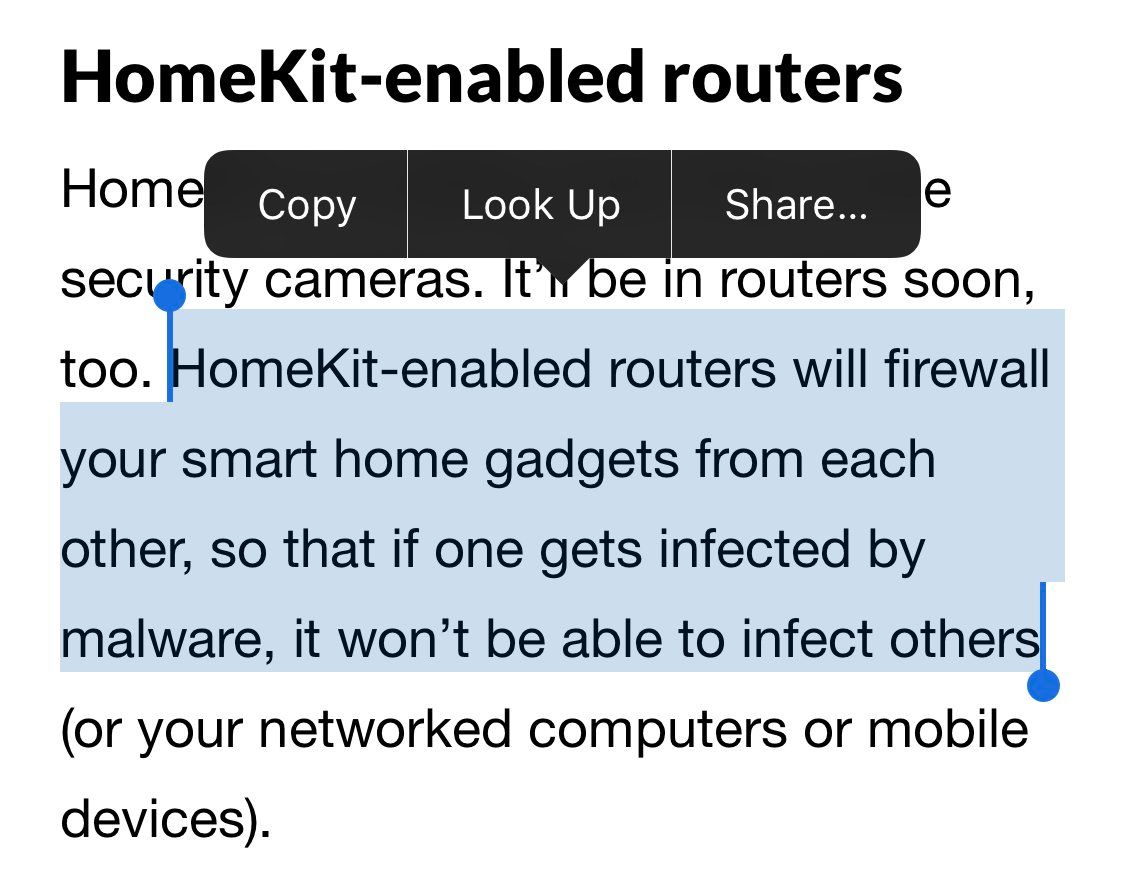 HomeKit-enabled routers
Copy Look Up Share...
security cameras. It’ll be in routers soon,
too. HomeKit-enabled routers will firewall
your smart home gadgets from each
other, so that if one gets infected by
malware, it won’t be able to infect others
(or your networked computers or mobile
devices).